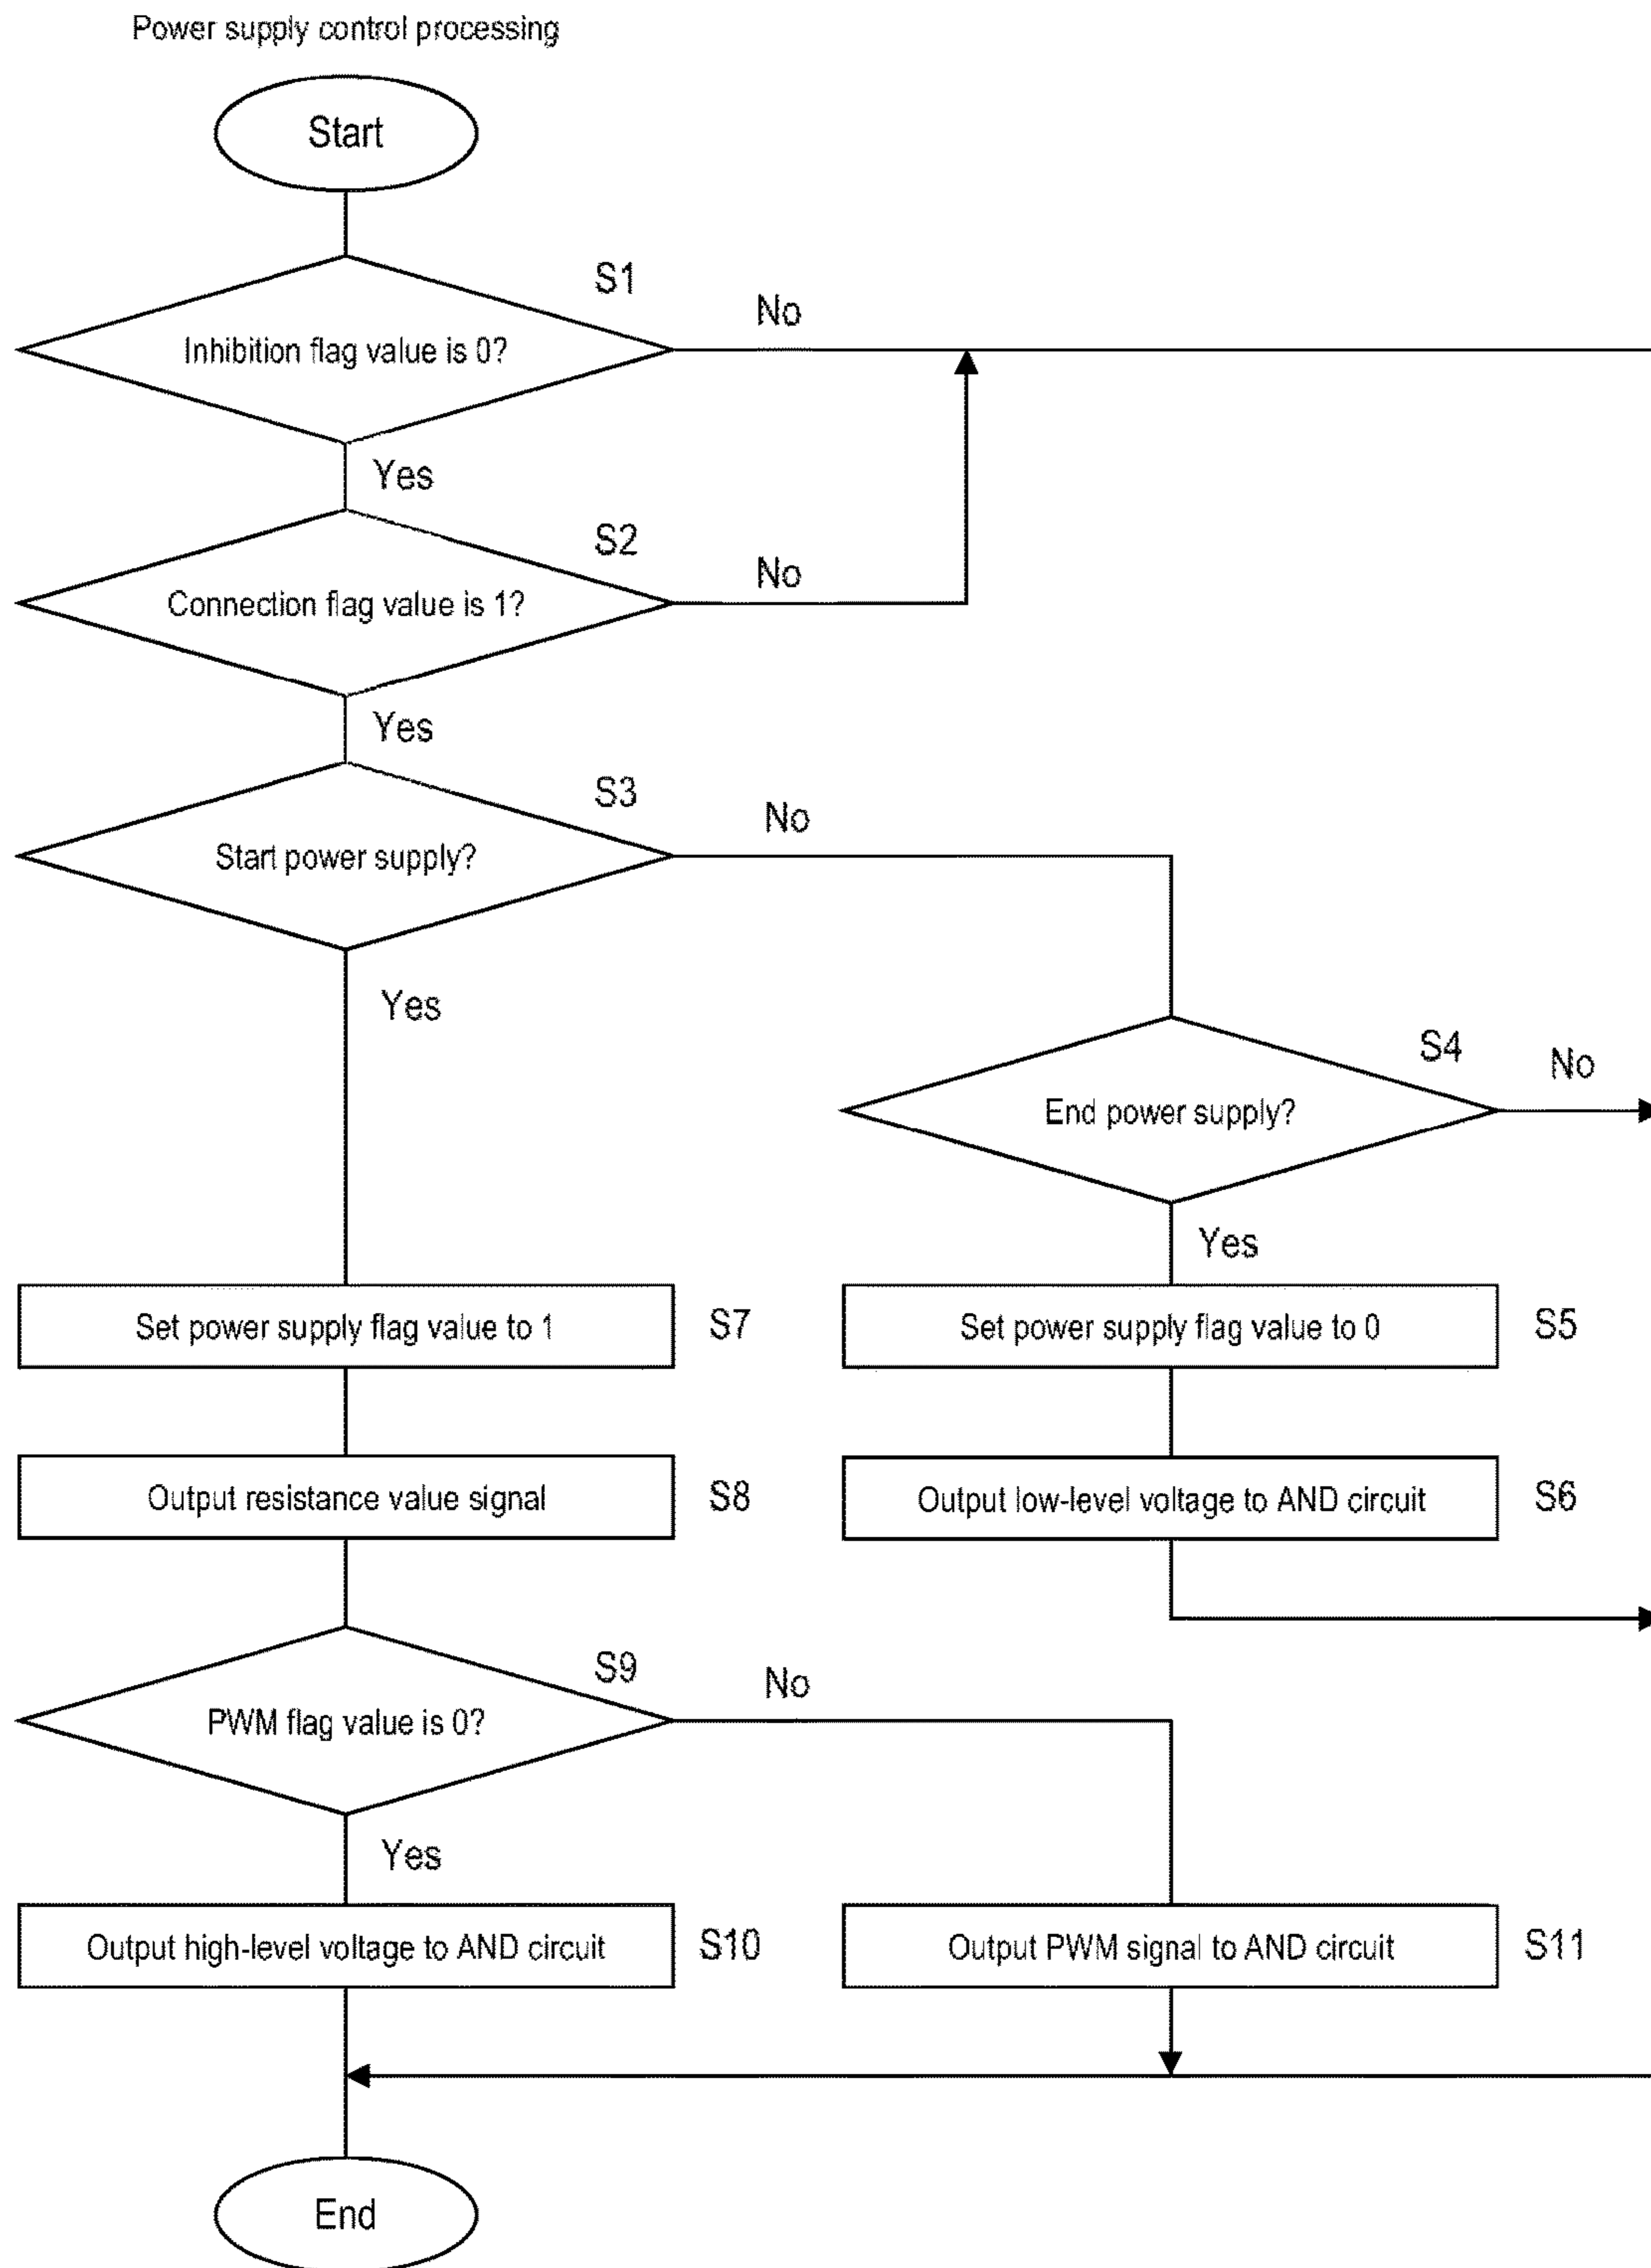 Power supply control processing
Start
S1
No
Inhibition flag value is 0?
Yes
S2
No
Connection flag value is 1?
Yes
S3
No
Start power supply?
Yes
S4
No
End power supply?
Yes
Set power supply flag value to 1
S7
Set power supply flag value to 0
S5
Output resistance value signal
S8
Output low-level voltage to AND circuit
S6
S9
No
PWM flag value is 0?
Yes
Output high-level voltage to AND circuit
S10
Output PWM signal to AND circuit
S11
End